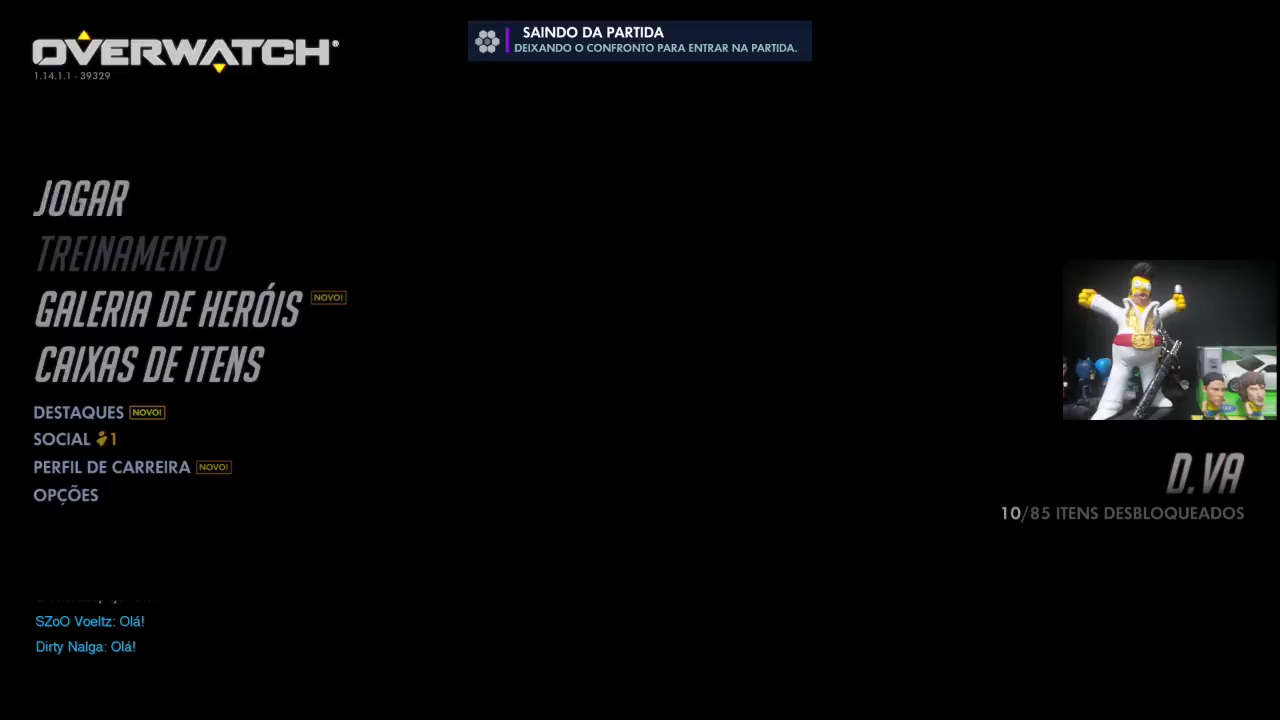 OVERWATCH®
1.14.1.1 - 39329
SAINDO DA PARTIDA
DEIXANDO O CONFRONTO PARA ENTRAR NA PARTIDA.
JOGAR
TREINAMENTO
GALERIA DE HERÓIS NOVO!
CAIXAS DE ITENS
DESTAQUES NOVO!
SOCIAL 1
PERFIL DE CARREIRA NOVO!
OPÇÕES
D.VA
10/85 ITENS DESBLOQUEADOS
SZoO Voeltz: Olá!
Dirty Nalga: Olá!